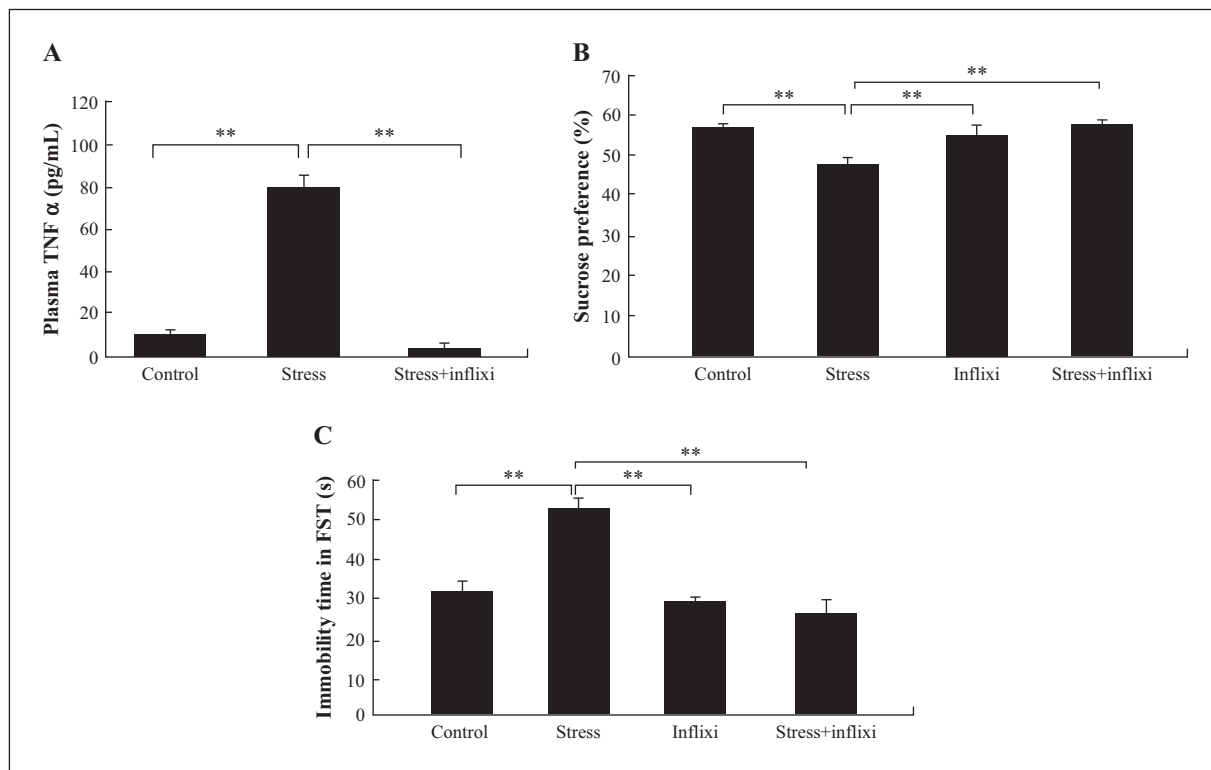 A
Plasma TNF α (pg/mL)
120
100
80
60
40
20
0
**
**
Control
Stress
Stress+inflixi
B
Sucrose preference (%)
70
60
50
40
30
20
10
0
**
**
**
Control
Stress
Inflixi
Stress+inflixi
C
Immobility time in FST (s)
60
50
40
30
20
10
0
**
**
**
Control
Stress
Inflixi
Stress+inflixi